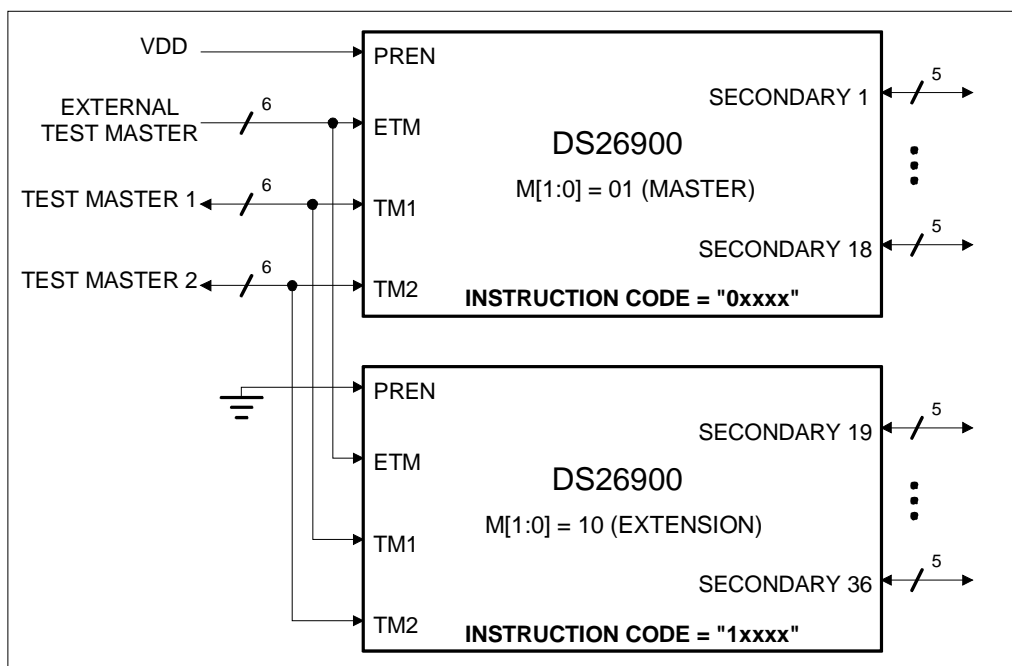 VDD
PREN
EXTERNAL
TEST MASTER
6
ETM
TEST MASTER 1
6
TM1
TEST MASTER 2
6
TM2
DS26900
M[1:0] = 01 (MASTER)
INSTRUCTION CODE = "0xxxx"
SECONDARY 1
5
SECONDARY 18
5
PREN
ETM
TM1
TM2
DS26900
M[1:0] = 10 (EXTENSION)
INSTRUCTION CODE = "1xxxx"
SECONDARY 19
5
SECONDARY 36
5